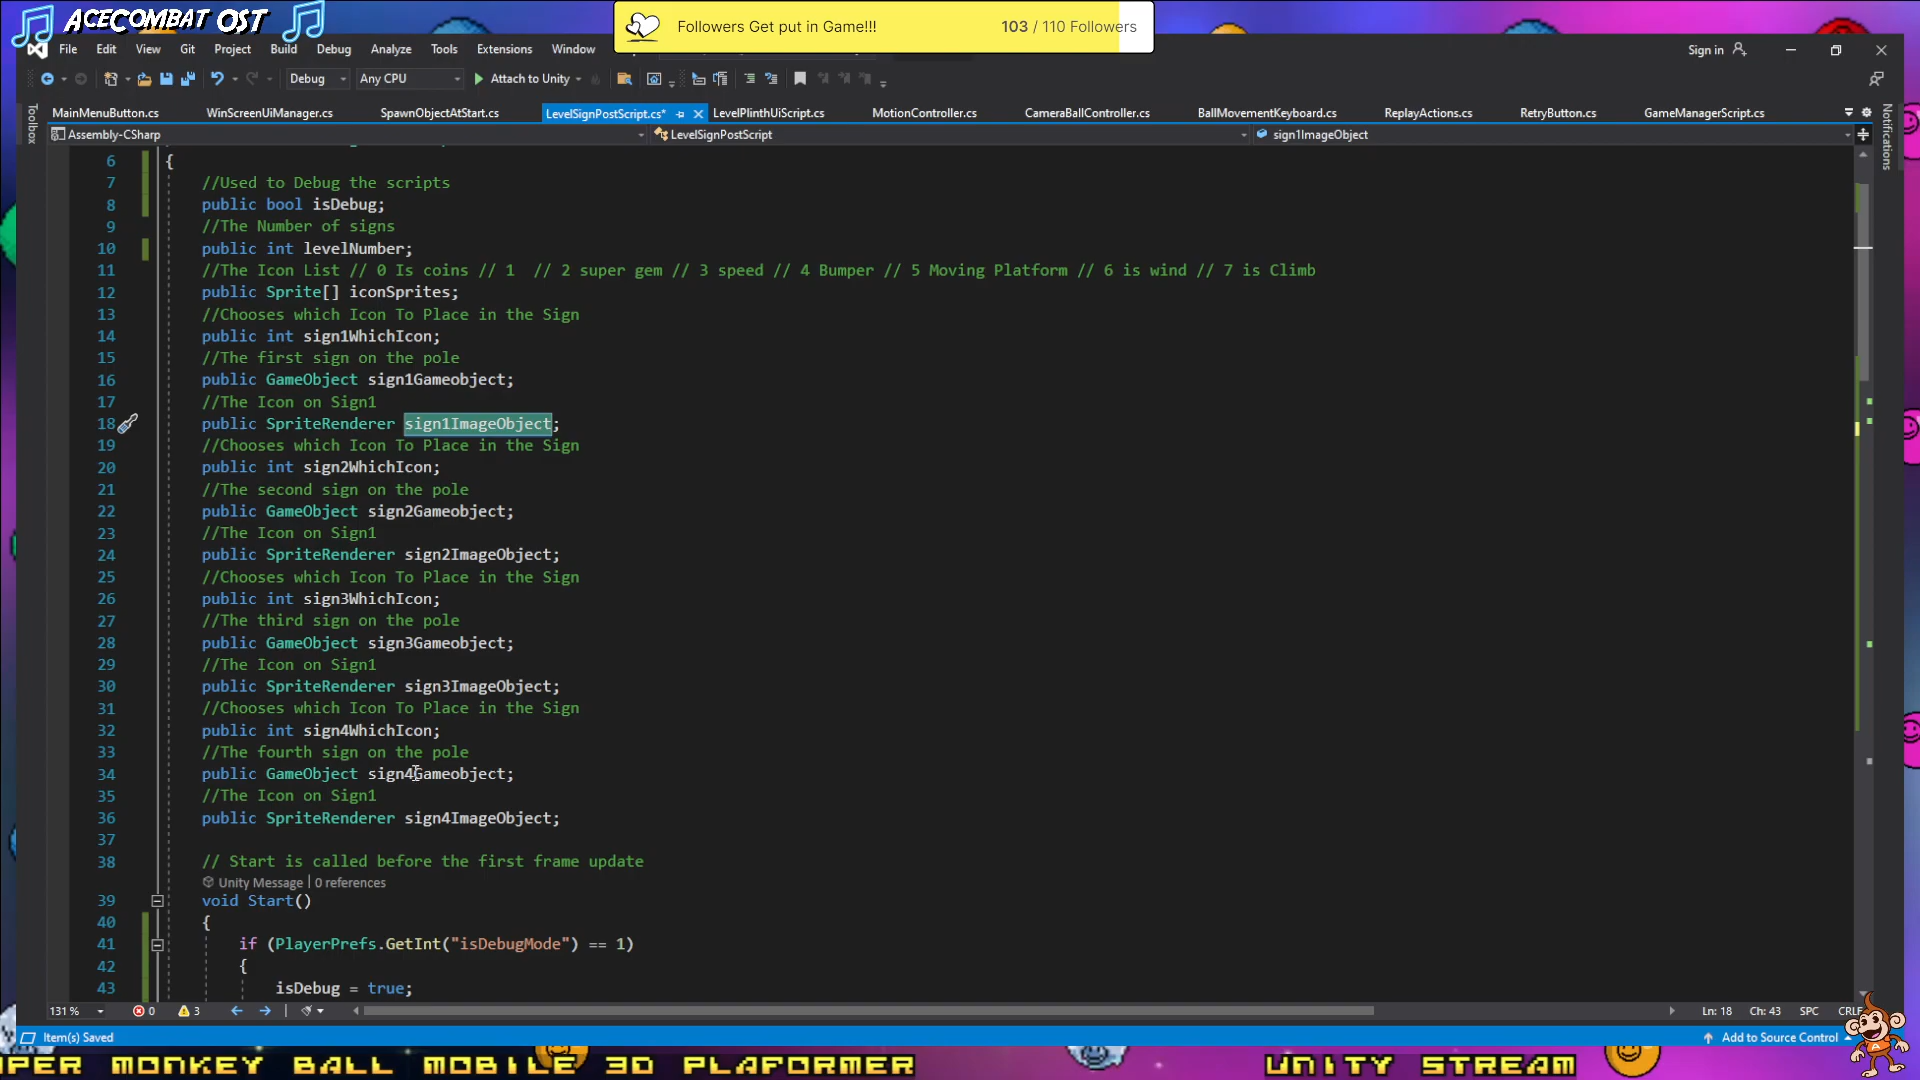 ACECOMBAT OST
Followers Get put in Game!!! 103 / 110 Followers
File Edit View Git Project Build Debug Analyze Tools Extensions Window
Sign in
Debug Any CPU Attach to Unity
MainMenuButton.cs WinScreenUiManager.cs SpawnObjectAtStart.cs LevelSignPostScript.cs* LevelPlinthUiScript.cs MotionController.cs CameraBallController.cs BallMovementKeyboard.cs ReplayActions.cs RetryButton.cs GameManagerScript.cs
Toolbox
Notifications
Assembly-CSharp LevelSignPostScript sign1ImageObject
6 {
7 //Used to Debug the scripts
8 public bool isDebug;
9 //The Number of signs
10 public int levelNumber;
11 //The Icon List // 0 Is coins // 1  // 2 super gem // 3 speed // 4 Bumper // 5 Moving Platform // 6 is wind // 7 is Climb
12 public Sprite[] iconSprites;
13 //Chooses which Icon To Place in the Sign
14 public int sign1WhichIcon;
15 //The first sign on the pole
16 public GameObject sign1Gameobject;
17 //The Icon on Sign1
18 public SpriteRenderer sign1ImageObject;
19 //Chooses which Icon To Place in the Sign
20 public int sign2WhichIcon;
21 //The second sign on the pole
22 public GameObject sign2Gameobject;
23 //The Icon on Sign1
24 public SpriteRenderer sign2ImageObject;
25 //Chooses which Icon To Place in the Sign
26 public int sign3WhichIcon;
27 //The third sign on the pole
28 public GameObject sign3Gameobject;
29 //The Icon on Sign1
30 public SpriteRenderer sign3ImageObject;
31 //Chooses which Icon To Place in the Sign
32 public int sign4WhichIcon;
33 //The fourth sign on the pole
34 public GameObject sign4Gameobject;
35 //The Icon on Sign1
36 public SpriteRenderer sign4ImageObject;
37
38 // Start is called before the first frame update
Unity Message | 0 references
39 void Start()
40 {
41 if (PlayerPrefs.GetInt("isDebugMode") == 1)
42 {
43 isDebug = true;
131 % 0 3 Ln: 18 Ch: 43 SPC CRLF
Item(s) Saved Add to Source Control
PER MONKEY BALL MOBILE 3D PLAFORMER UNITY STREAM